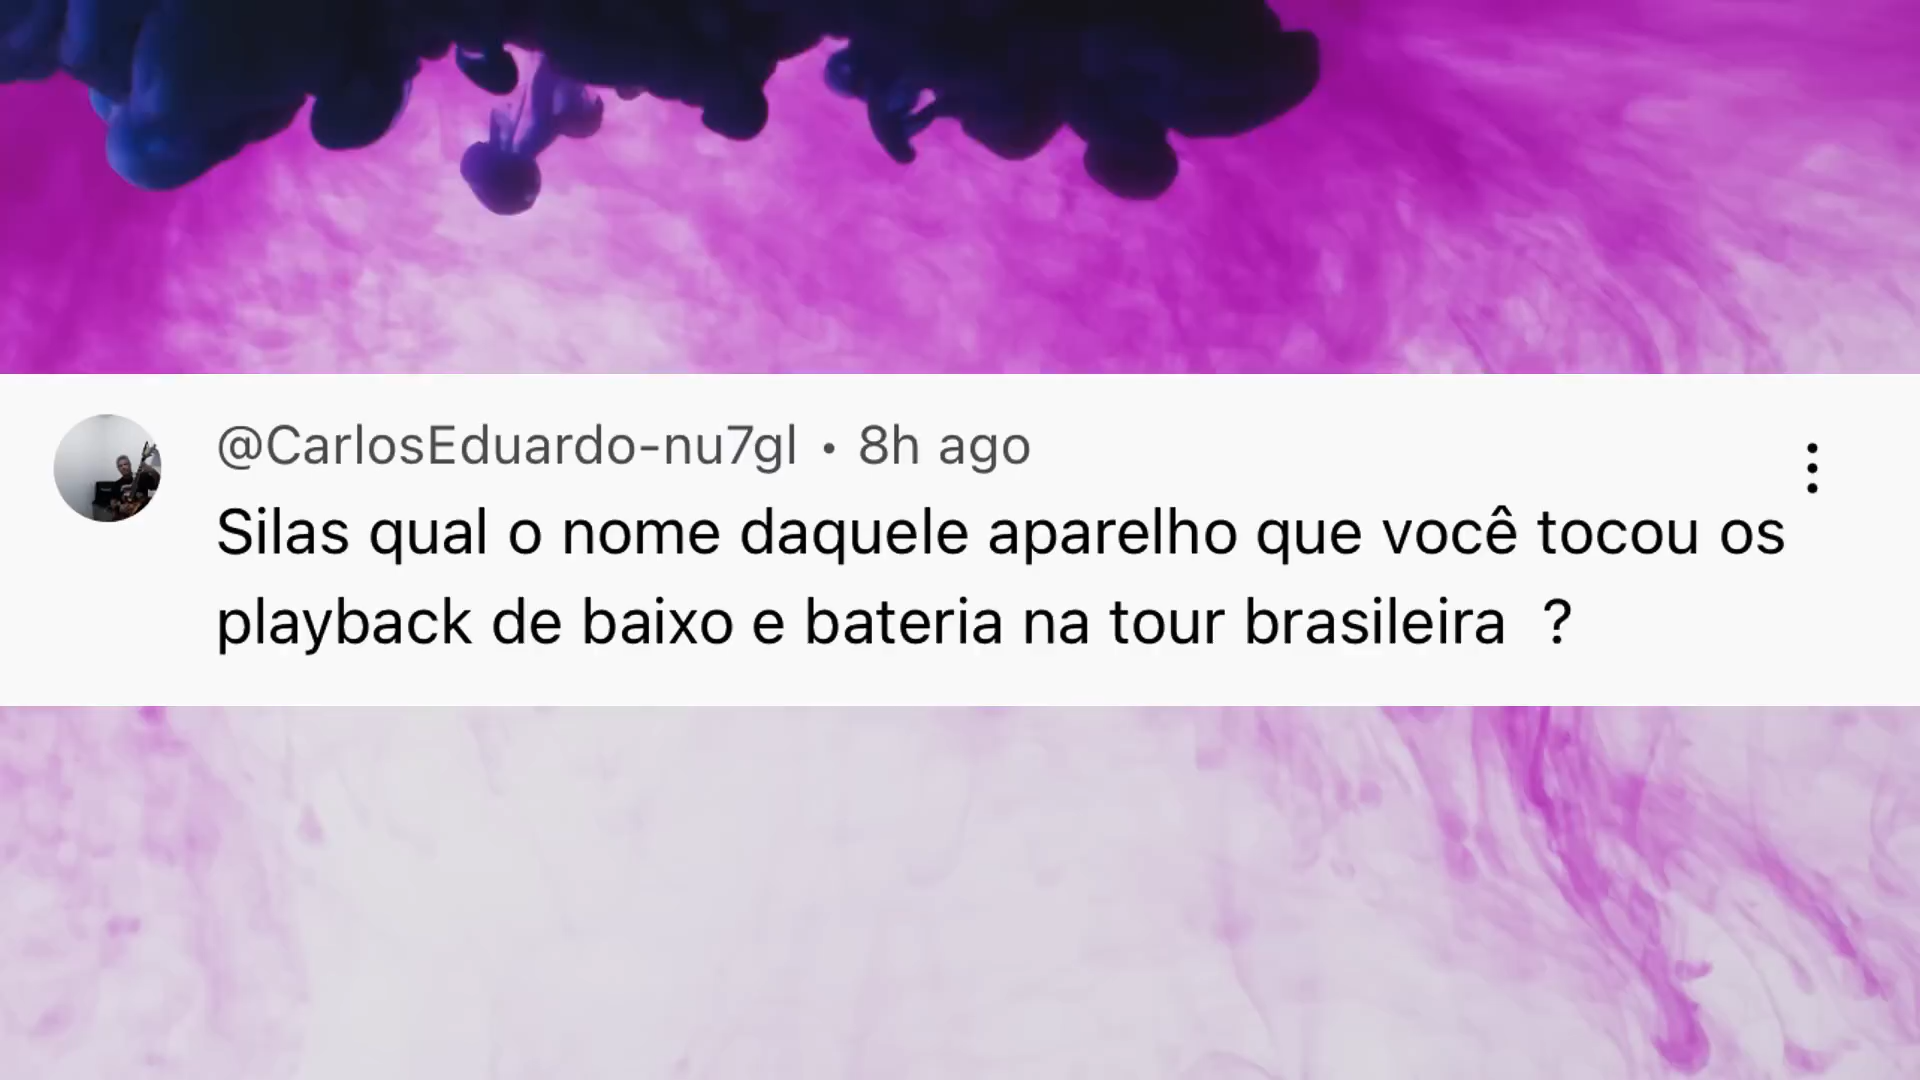 @CarlosEduardo-nu7gl • 8h ago
Silas qual o nome daquele aparelho que você tocou os
playback de baixo e bateria na tour brasileira  ?